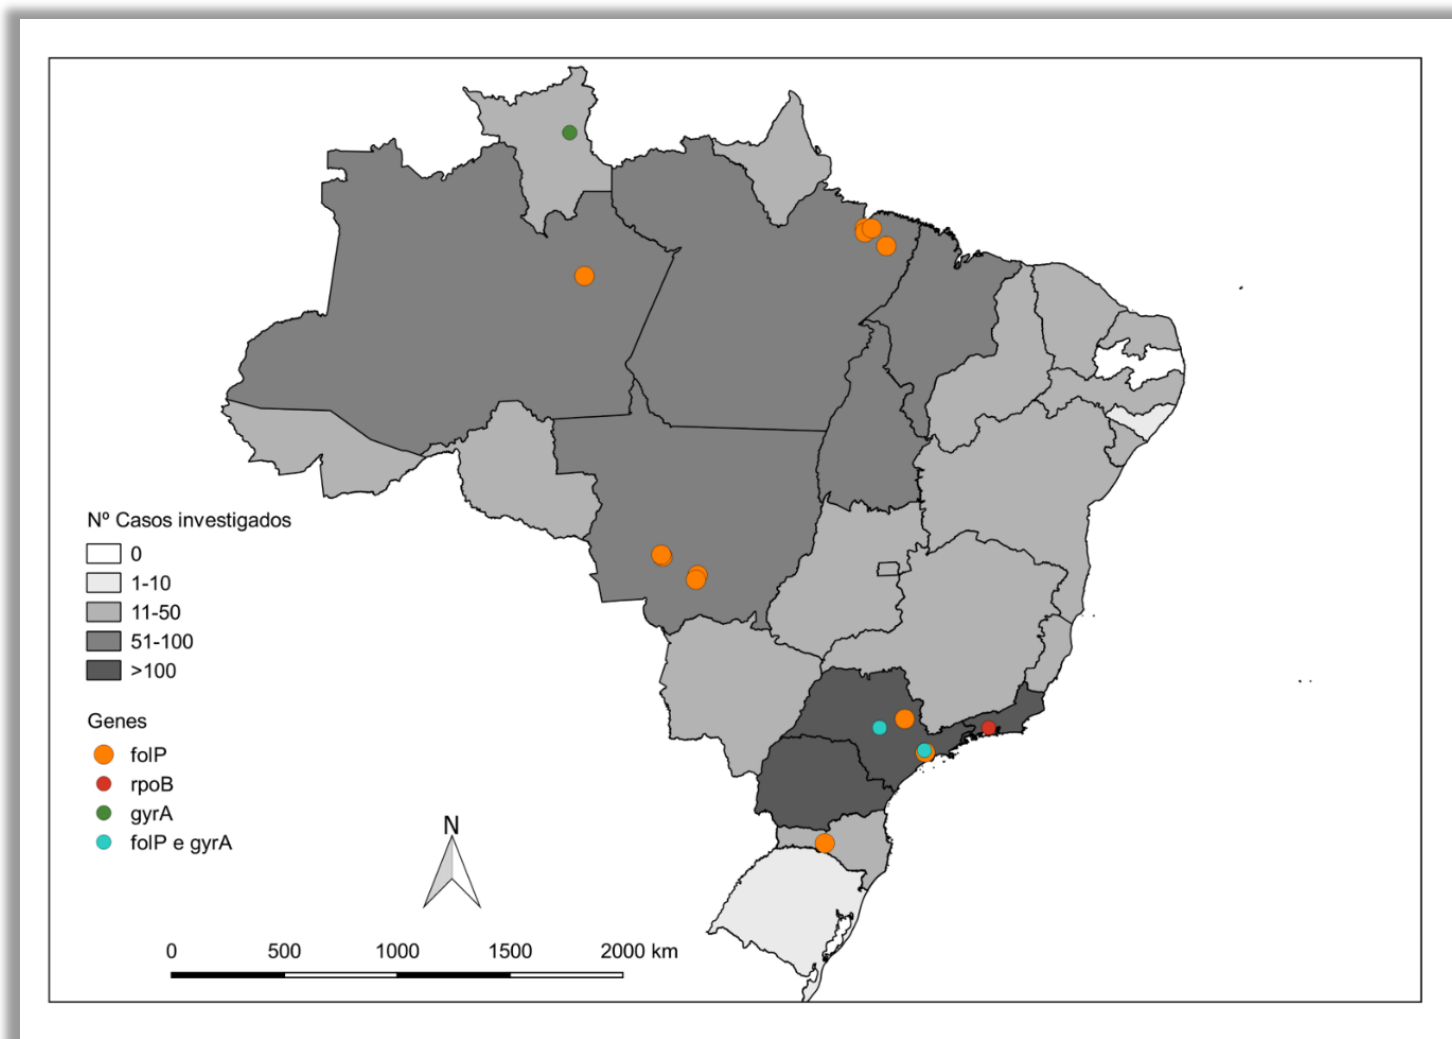 Nº Casos investigados
0
1-10
11-50
51-100
>100
Genes
folP
rpoB
gyrA
folP e gyrA
N
0 500 1000 1500 2000 km